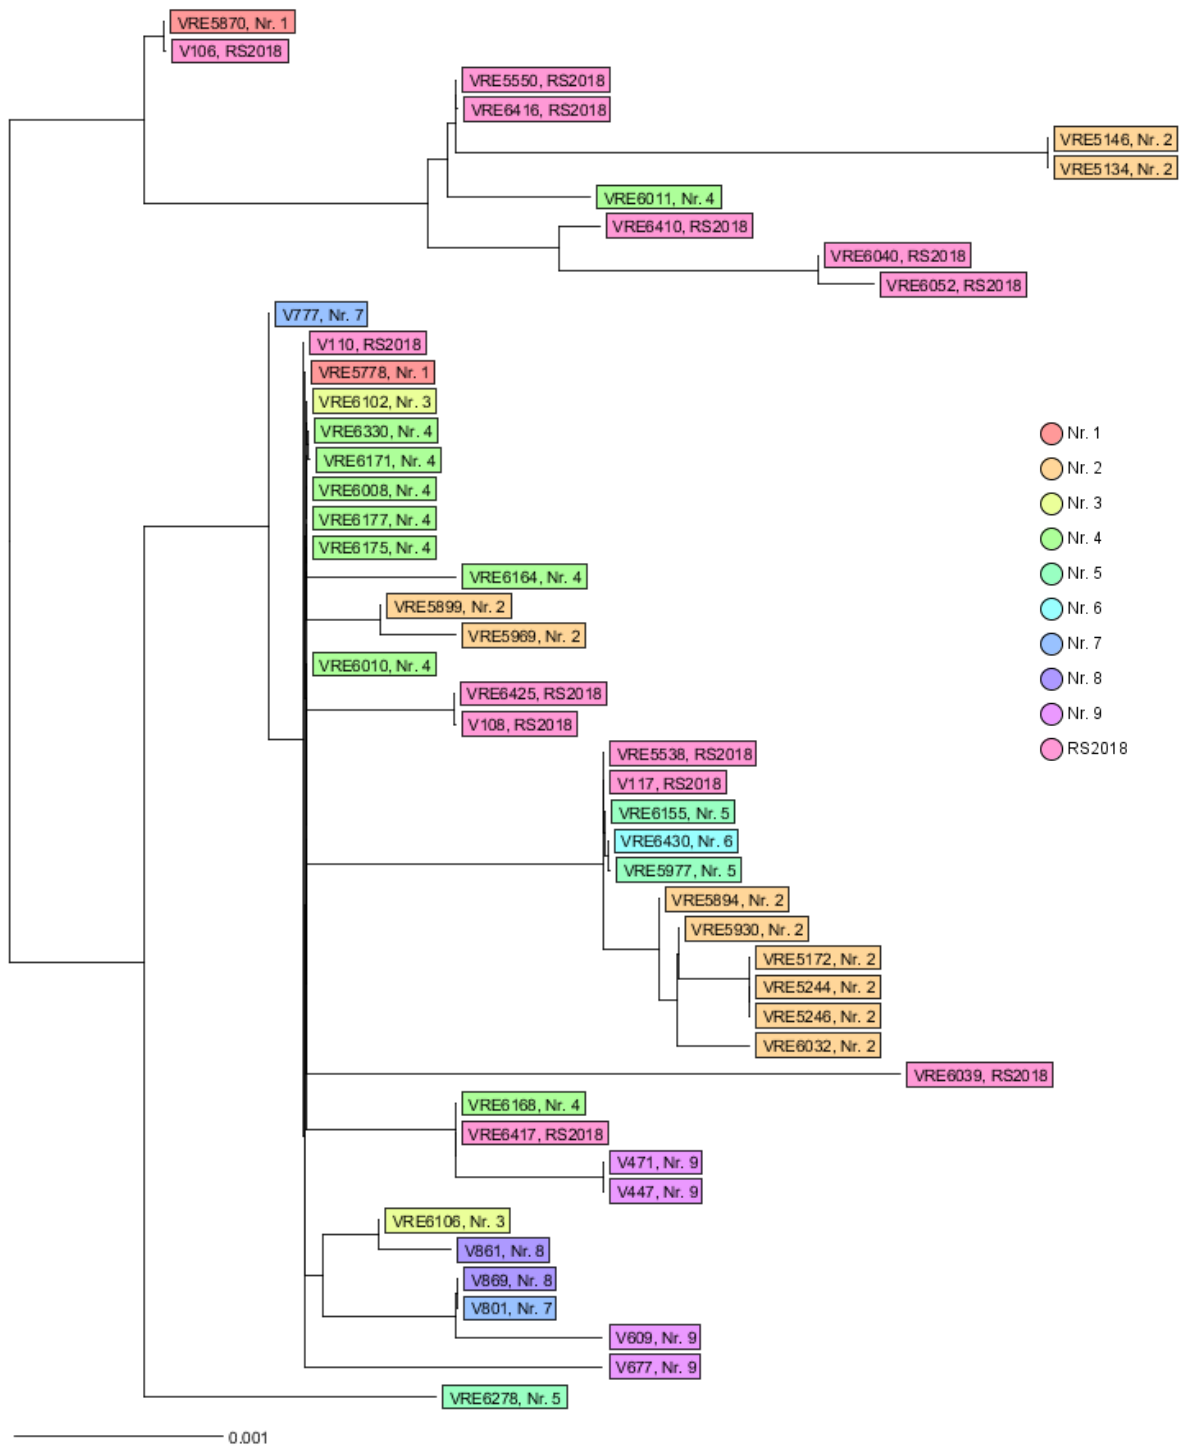 VRE5870, Nr. 1
V106, RS2018
VRE5550, RS2018
VRE6416, RS2018
VRE5146, Nr. 2
VRE5134, Nr. 2
VRE6011, Nr. 4
VRE6410, RS2018
VRE6040, RS2018
VRE6052, RS2018
V777, Nr. 7
V110, RS2018
VRE5778, Nr. 1
VRE6102, Nr. 3
VRE6330, Nr. 4
VRE6171, Nr. 4
VRE6008, Nr. 4
VRE6177, Nr. 4
VRE6175, Nr. 4
VRE6164, Nr. 4
VRE5899, Nr. 2
VRE5969, Nr. 2
VRE6010, Nr. 4
VRE6425, RS2018
V108, RS2018
VRE5538, RS2018
V117, RS2018
VRE6155, Nr. 5
VRE6430, Nr. 6
VRE5977, Nr. 5
VRE5894, Nr. 2
VRE5930, Nr. 2
VRE5172, Nr. 2
VRE5244, Nr. 2
VRE5246, Nr. 2
VRE6032, Nr. 2
VRE6039, RS2018
VRE6168, Nr. 4
VRE6417, RS2018
V471, Nr. 9
V447, Nr. 9
VRE6106, Nr. 3
V861, Nr. 8
V869, Nr. 8
V801, Nr. 7
V609, Nr. 9
V677, Nr. 9
VRE6278, Nr. 5
0.001
Nr. 1
Nr. 2
Nr. 3
Nr. 4
Nr. 5
Nr. 6
Nr. 7
Nr. 8
Nr. 9
RS2018